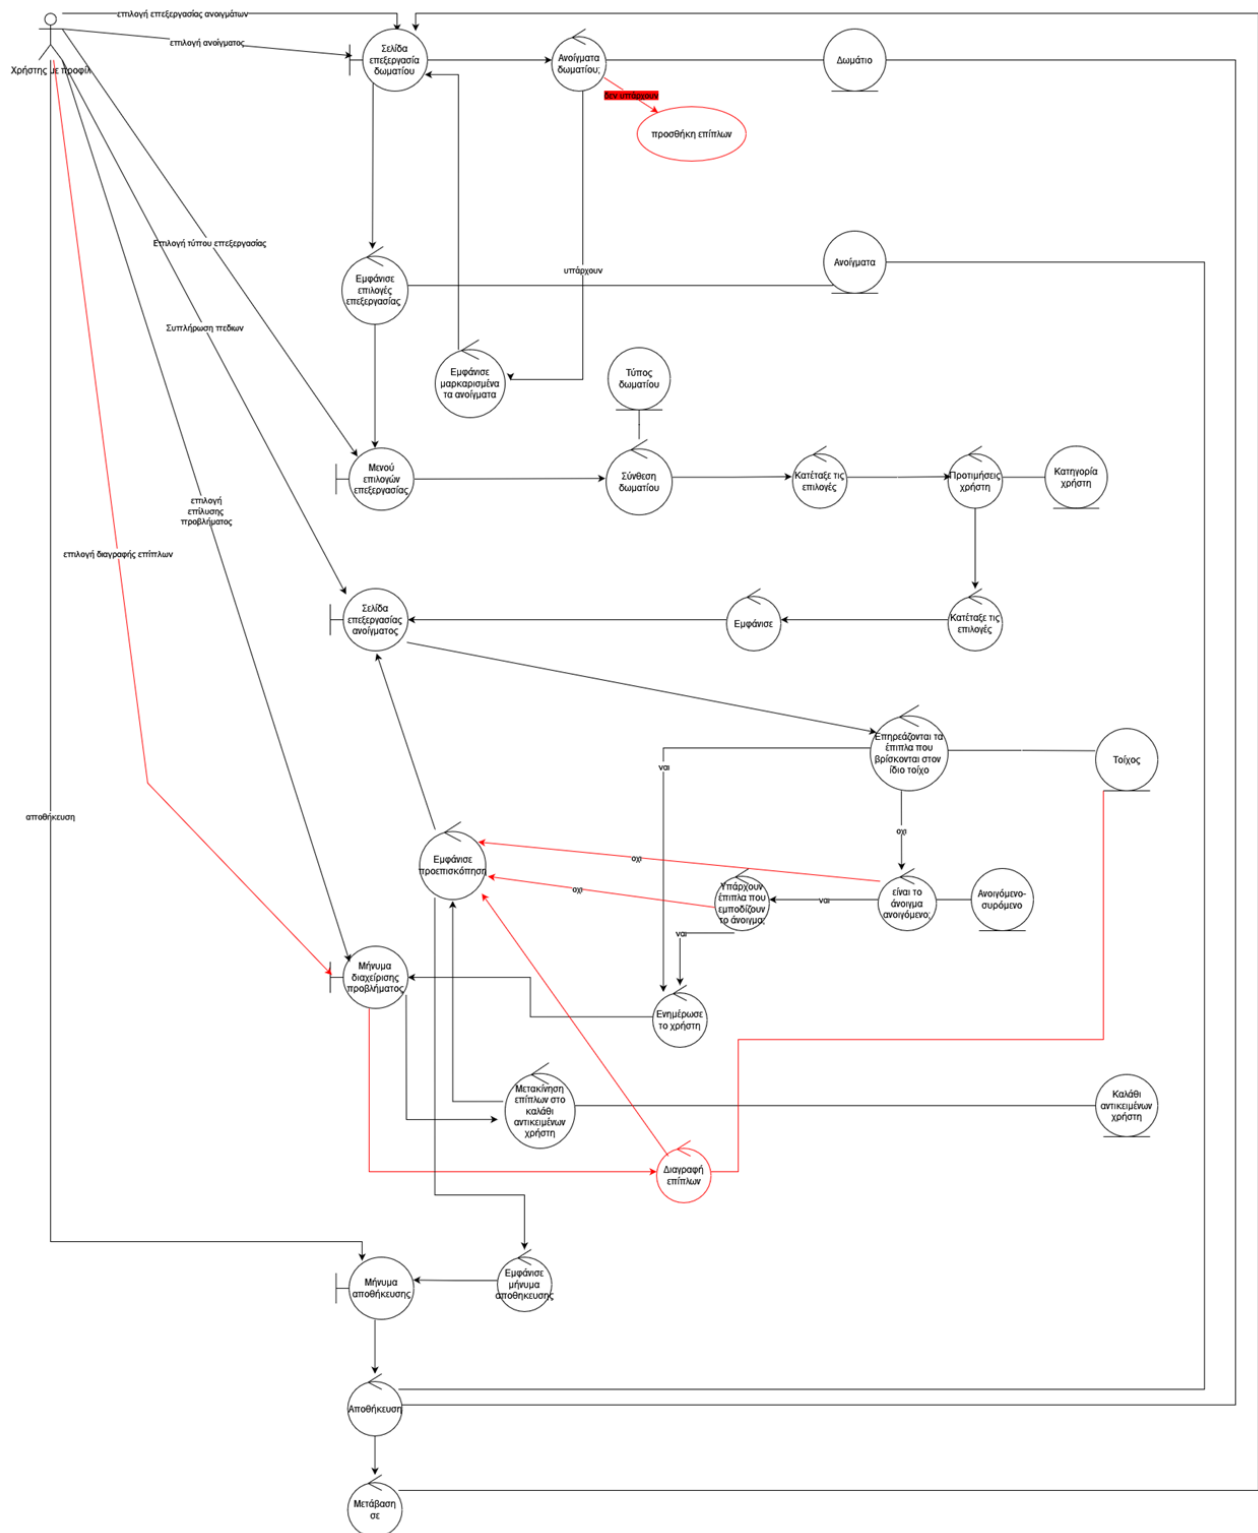 επιλογή επεξεργασίας ανοιγμάτων
επιλογή ανοίγματος
Χρήστης με προφίλ
Σελίδα
επεξεργασία
δωματίου
Ανοίγματα
δωματίου;
Δωμάτιο
δεν υπάρχουν
προσθήκη επίπλων
Επιλογή τύπου επεξεργασίας
υπάρχουν
Ανοίγματα
Εμφάνισε
επιλογές
επεξεργασίας
Συπλήρωση πεδιων
Εμφάνισε
μαρκαρισμένα
τα ανοίγματα
Τύπος
δωματίου
Μενού
επιλογών
επεξεργασίας
Σύνθεση
δωματίου
Κατέταξε τις
επιλογές
Προτιμήσεις
χρήστη
Κατηγορία
χρήστη
επιλογή
επίλυσης
προβλήματος
επιλογή διαγραφής επίπλων
Σελίδα
επεξεργασίας
ανοίγματος
Εμφάνισε
Κατέταξε τις
επιλογές
Επηρεάζονται τα
έπιπλα που
βρίσκονται στον
ίδιο τοίχο
Τοίχος
ναι
οχι
αποθήκευση
Εμφάνισε
προεπισκόπηση
οχι
οχι
Υπάρχουν
έπιπλα που
εμποδίζουν
το άνοιγμα;
ναι
είναι το
άνοιγμα
ανοιγόμενο;
Ανοιγόμενο-
συρόμενο
ναι
Μήνυμα
διαχείρισης
προβλήματος
Ενημέρωσε
το χρήστη
Μετακίνηση
επίπλων στο
καλάθι
αντικειμένων
χρήστη
Καλάθι
αντικειμένων
χρήστη
Διαγραφή
επίπλων
Μήνυμα
αποθήκευσης
Εμφάνισε
μήνυμα
αποθηκευσης
Αποθήκευση
Μετάβαση
σε